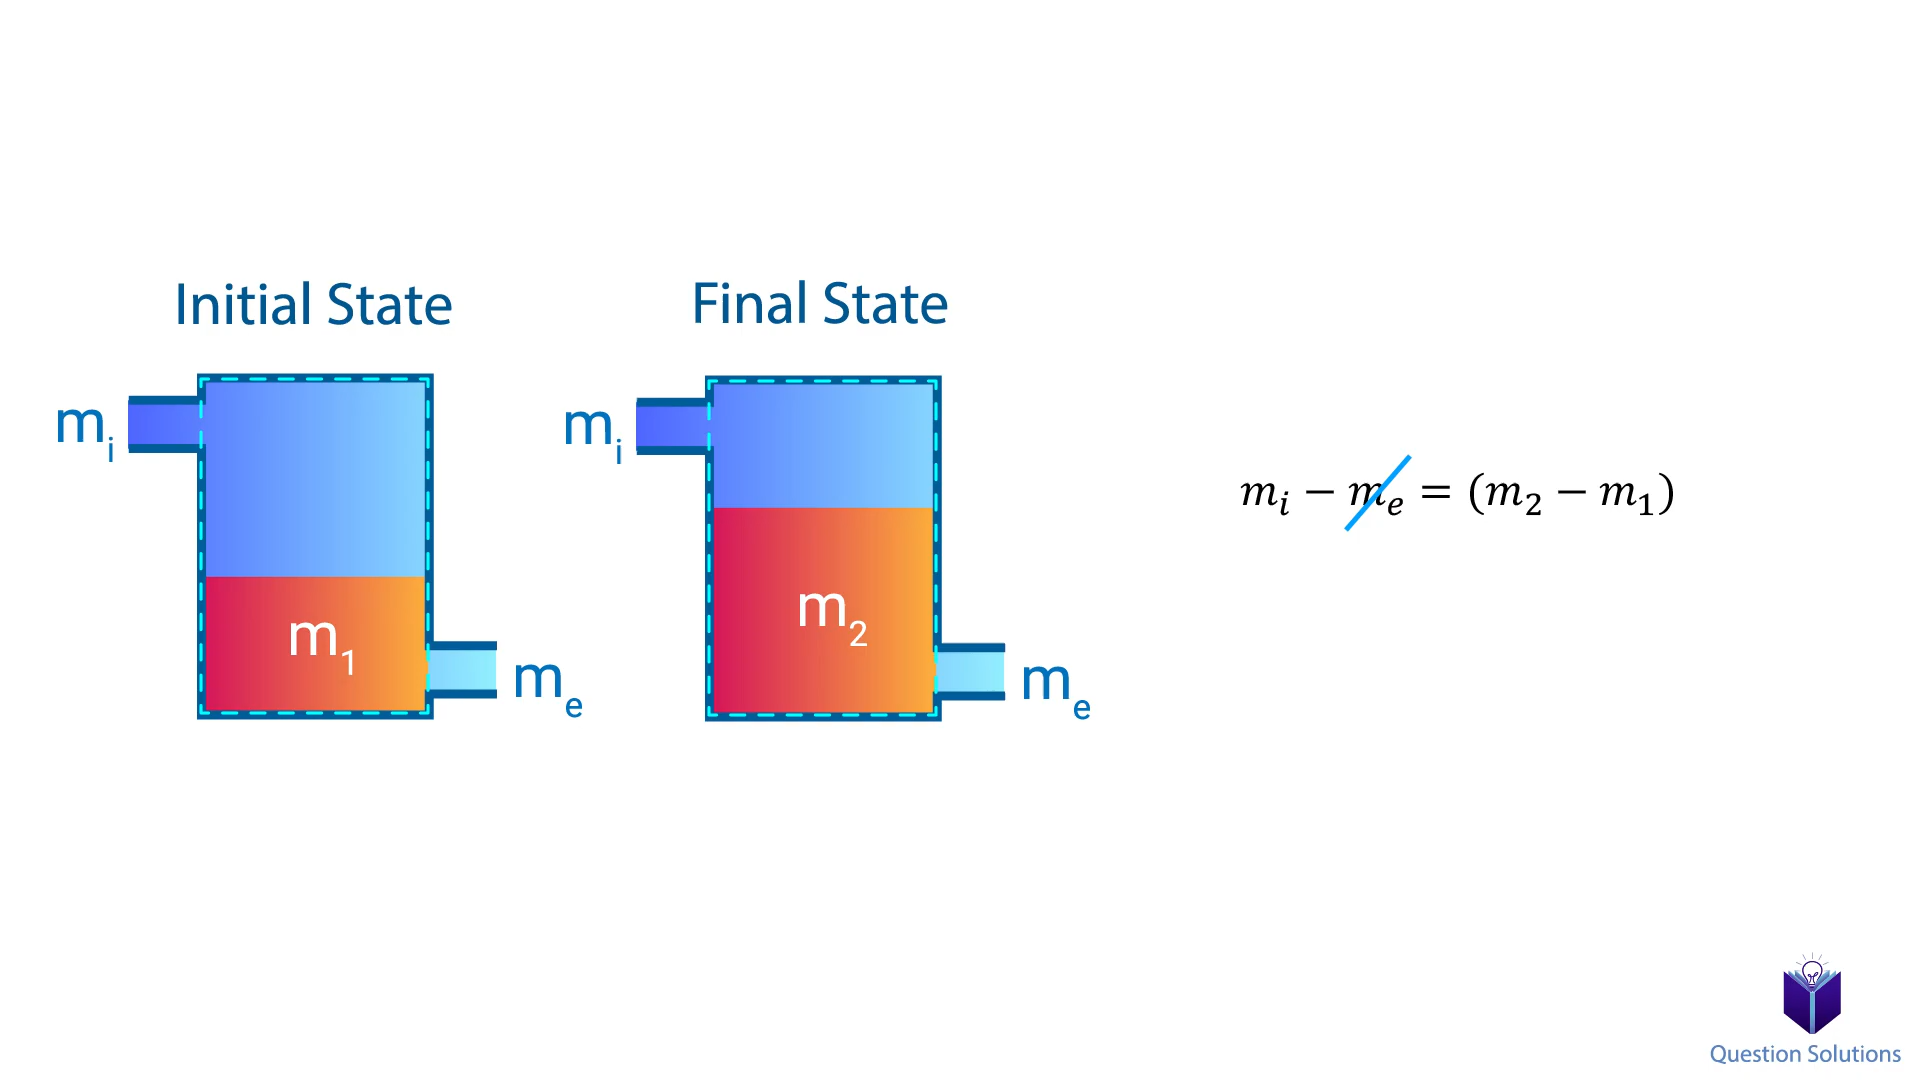 Initial State
Final State
mᵢ
m₁
mₑ
mᵢ
m₂
mₑ
mᵢ − mₑ = (m₂ − m₁)
Question Solutions